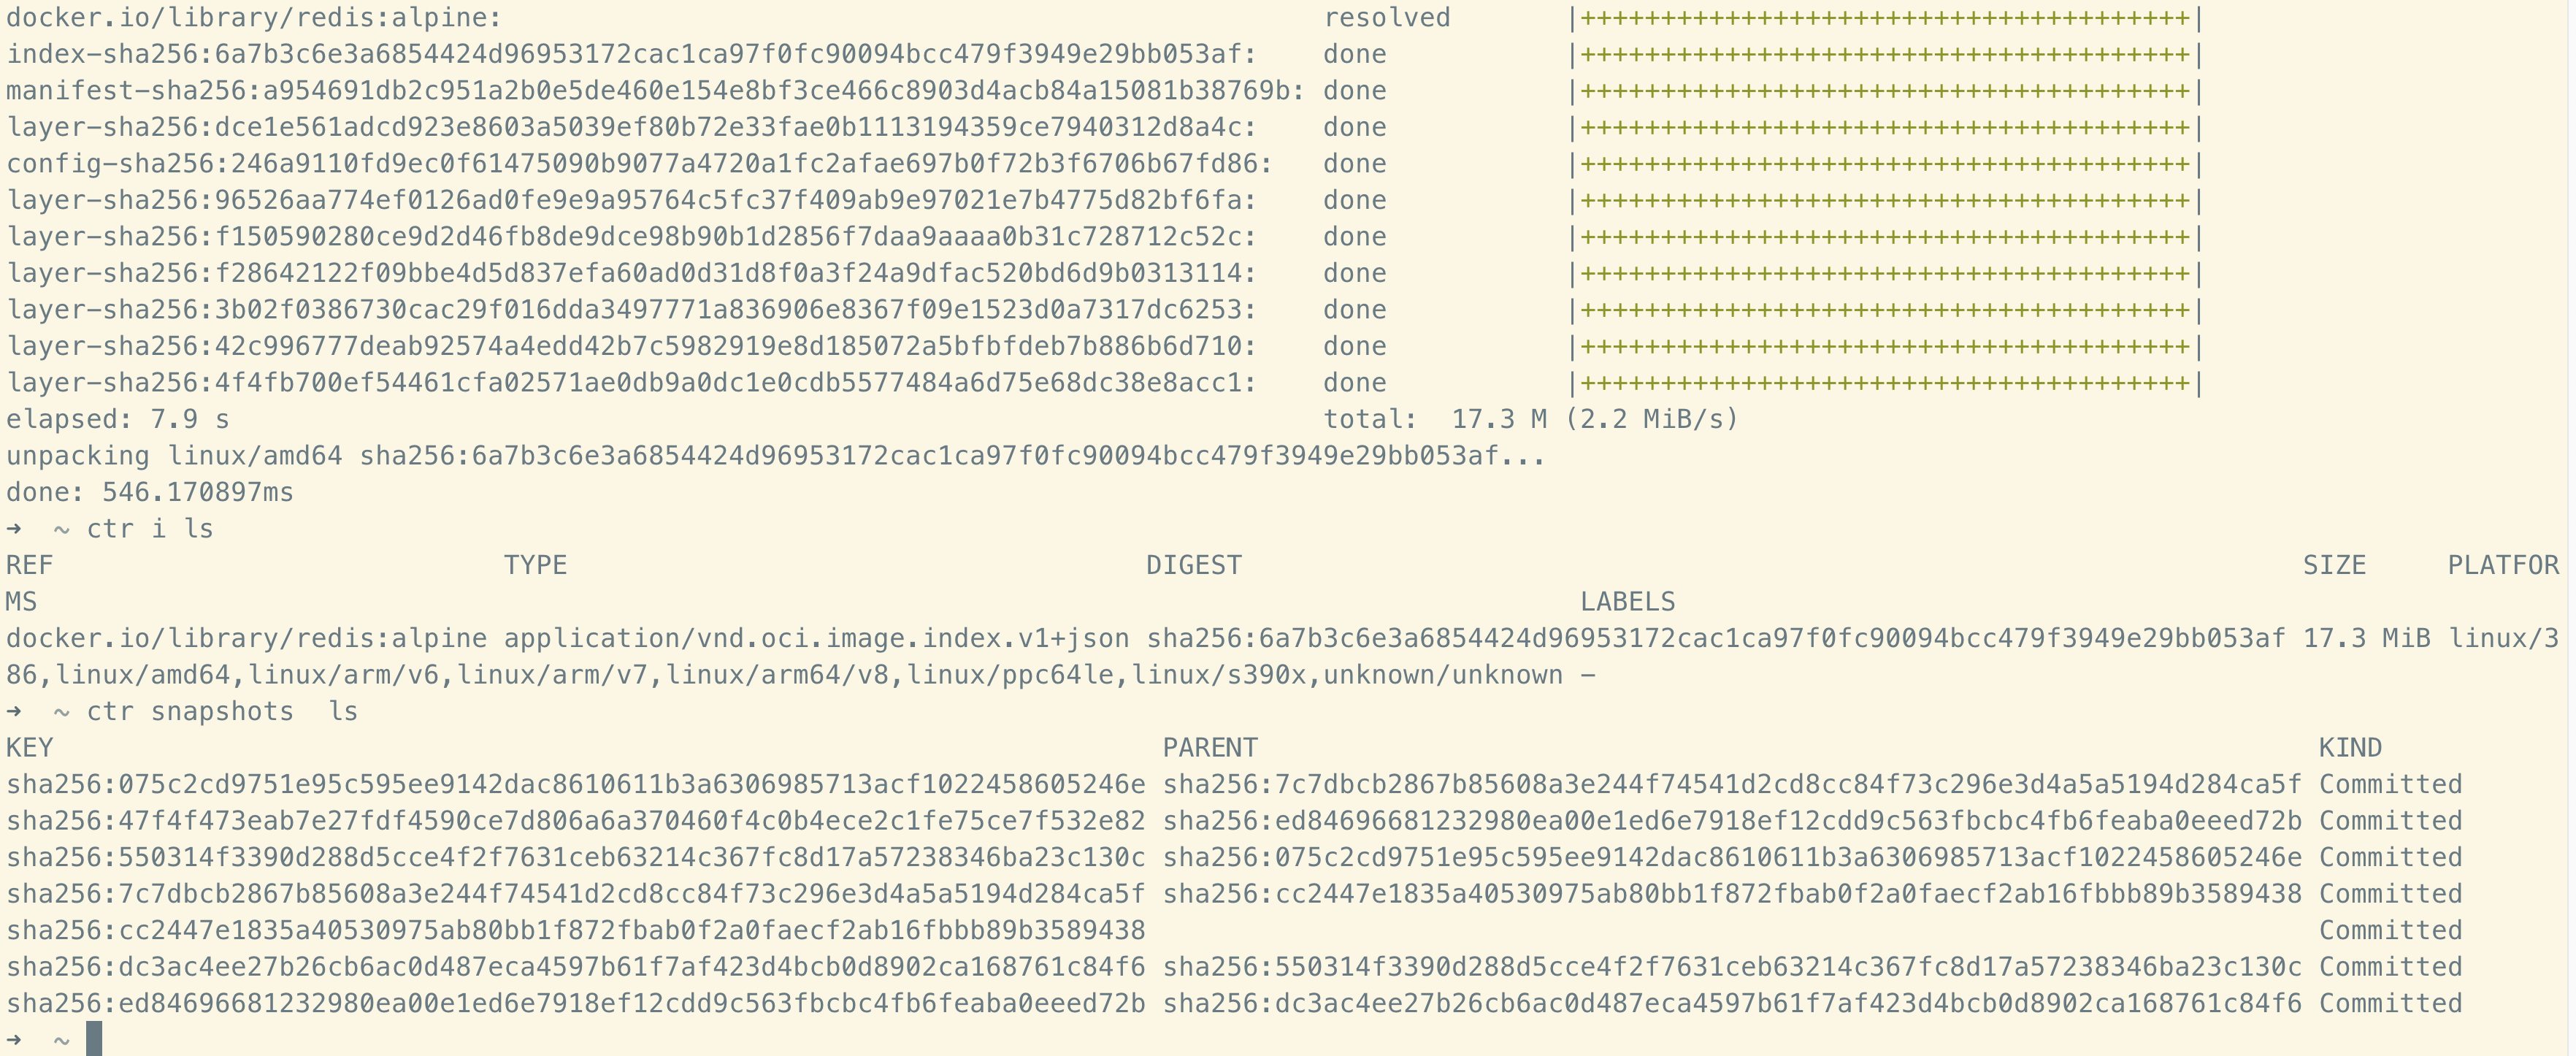 docker.io/library/redis:alpine: resolved |++++++++++++++++++++++++++++++++++++++|
index-sha256:6a7b3c6e3a6854424d96953172cac1ca97f0fc90094bcc479f3949e29bb053af: done |++++++++++++++++++++++++++++++++++++++|
manifest-sha256:a954691db2c951a2b0e5de460e154e8bf3ce466c8903d4acb84a15081b38769b: done |++++++++++++++++++++++++++++++++++++++|
layer-sha256:dce1e561adcd923e8603a5039ef80b72e33fae0b1113194359ce7940312d8a4c: done |++++++++++++++++++++++++++++++++++++++|
config-sha256:246a9110fd9ec0f61475090b9077a4720a1fc2afae697b0f72b3f6706b67fd86: done |++++++++++++++++++++++++++++++++++++++|
layer-sha256:96526aa774ef0126ad0fe9e9a95764c5fc37f409ab9e97021e7b4775d82bf6fa: done |++++++++++++++++++++++++++++++++++++++|
layer-sha256:f150590280ce9d2d46fb8de9dce98b90b1d2856f7daa9aaaa0b31c728712c52c: done |++++++++++++++++++++++++++++++++++++++|
layer-sha256:f28642122f09bbe4d5d837efa60ad0d31d8f0a3f24a9dfac520bd6d9b0313114: done |++++++++++++++++++++++++++++++++++++++|
layer-sha256:3b02f0386730cac29f016dda3497771a836906e8367f09e1523d0a7317dc6253: done |++++++++++++++++++++++++++++++++++++++|
layer-sha256:42c996777deab92574a4edd42b7c5982919e8d185072a5bfbfdeb7b886b6d710: done |++++++++++++++++++++++++++++++++++++++|
layer-sha256:4f4fb700ef54461cfa02571ae0db9a0dc1e0cdb5577484a6d75e68dc38e8acc1: done |++++++++++++++++++++++++++++++++++++++|
elapsed: 7.9 s total: 17.3 M (2.2 MiB/s)
unpacking linux/amd64 sha256:6a7b3c6e3a6854424d96953172cac1ca97f0fc90094bcc479f3949e29bb053af...
done: 546.170897ms
➜ ~ ctr i ls
REF TYPE DIGEST SIZE PLATFOR
MS LABELS
docker.io/library/redis:alpine application/vnd.oci.image.index.v1+json sha256:6a7b3c6e3a6854424d96953172cac1ca97f0fc90094bcc479f3949e29bb053af 17.3 MiB linux/3
86,linux/amd64,linux/arm/v6,linux/arm/v7,linux/arm64/v8,linux/ppc64le,linux/s390x,unknown/unknown -
➜ ~ ctr snapshots  ls
KEY PARENT KIND
sha256:075c2cd9751e95c595ee9142dac8610611b3a6306985713acf1022458605246e sha256:7c7dbcb2867b85608a3e244f74541d2cd8cc84f73c296e3d4a5a5194d284ca5f Committed
sha256:47f4f473eab7e27fdf4590ce7d806a6a370460f4c0b4ece2c1fe75ce7f532e82 sha256:ed84696681232980ea00e1ed6e7918ef12cdd9c563fbcbc4fb6feaba0eeed72b Committed
sha256:550314f3390d288d5cce4f2f7631ceb63214c367fc8d17a57238346ba23c130c sha256:075c2cd9751e95c595ee9142dac8610611b3a6306985713acf1022458605246e Committed
sha256:7c7dbcb2867b85608a3e244f74541d2cd8cc84f73c296e3d4a5a5194d284ca5f sha256:cc2447e1835a40530975ab80bb1f872fbab0f2a0faecf2ab16fbbb89b3589438 Committed
sha256:cc2447e1835a40530975ab80bb1f872fbab0f2a0faecf2ab16fbbb89b3589438 Committed
sha256:dc3ac4ee27b26cb6ac0d487eca4597b61f7af423d4bcb0d8902ca168761c84f6 sha256:550314f3390d288d5cce4f2f7631ceb63214c367fc8d17a57238346ba23c130c Committed
sha256:ed84696681232980ea00e1ed6e7918ef12cdd9c563fbcbc4fb6feaba0eeed72b sha256:dc3ac4ee27b26cb6ac0d487eca4597b61f7af423d4bcb0d8902ca168761c84f6 Committed
➜ ~